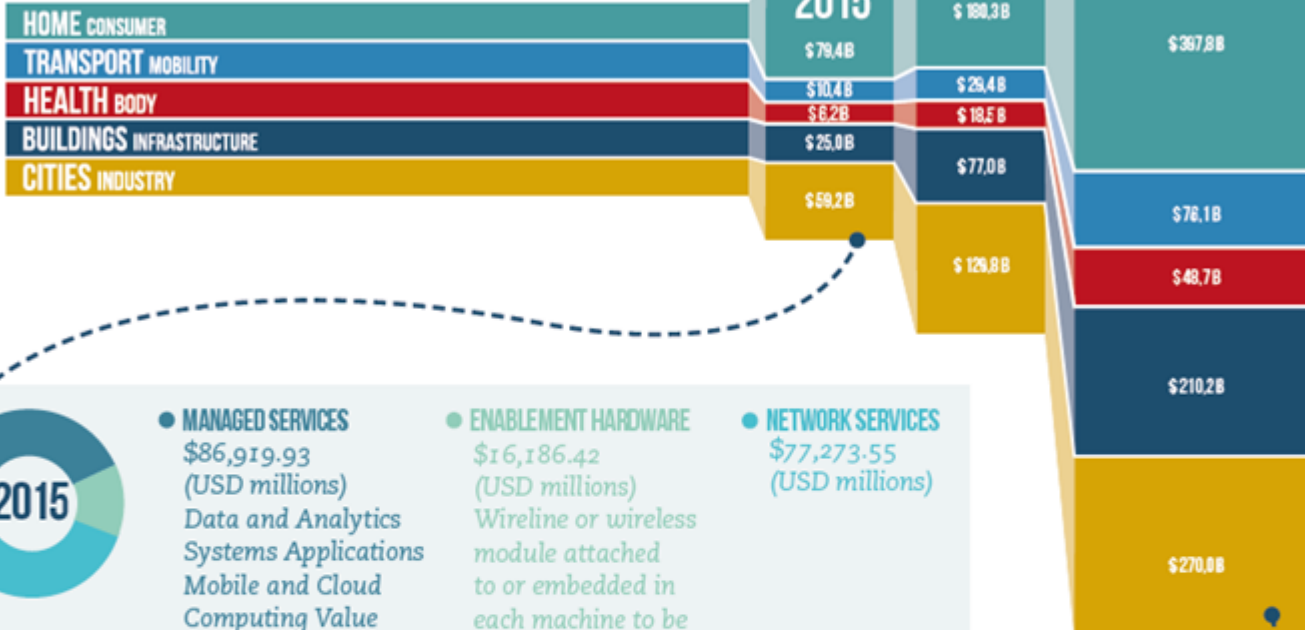 HOME CONSUMER
TRANSPORT MOBILITY
HEALTH BODY
BUILDINGS INFRASTRUCTURE
CITIES INDUSTRY
2015
$79,4B
$10,4B
$6,2B
$25,0B
$59,2B
$180,3B
$29,4B
$18,5B
$77,0B
$129,8B
$397,8B
$76,1B
$48,7B
$210,2B
$270,0B
2015
MANAGED SERVICES
$86,919.93
(USD millions)
Data and Analytics
Systems Applications
Mobile and Cloud
Computing Value
ENABLEMENT HARDWARE
$16,186.42
(USD millions)
Wireline or wireless
module attached
to or embedded in
each machine to be
NETWORK SERVICES
$77,273.55
(USD millions)